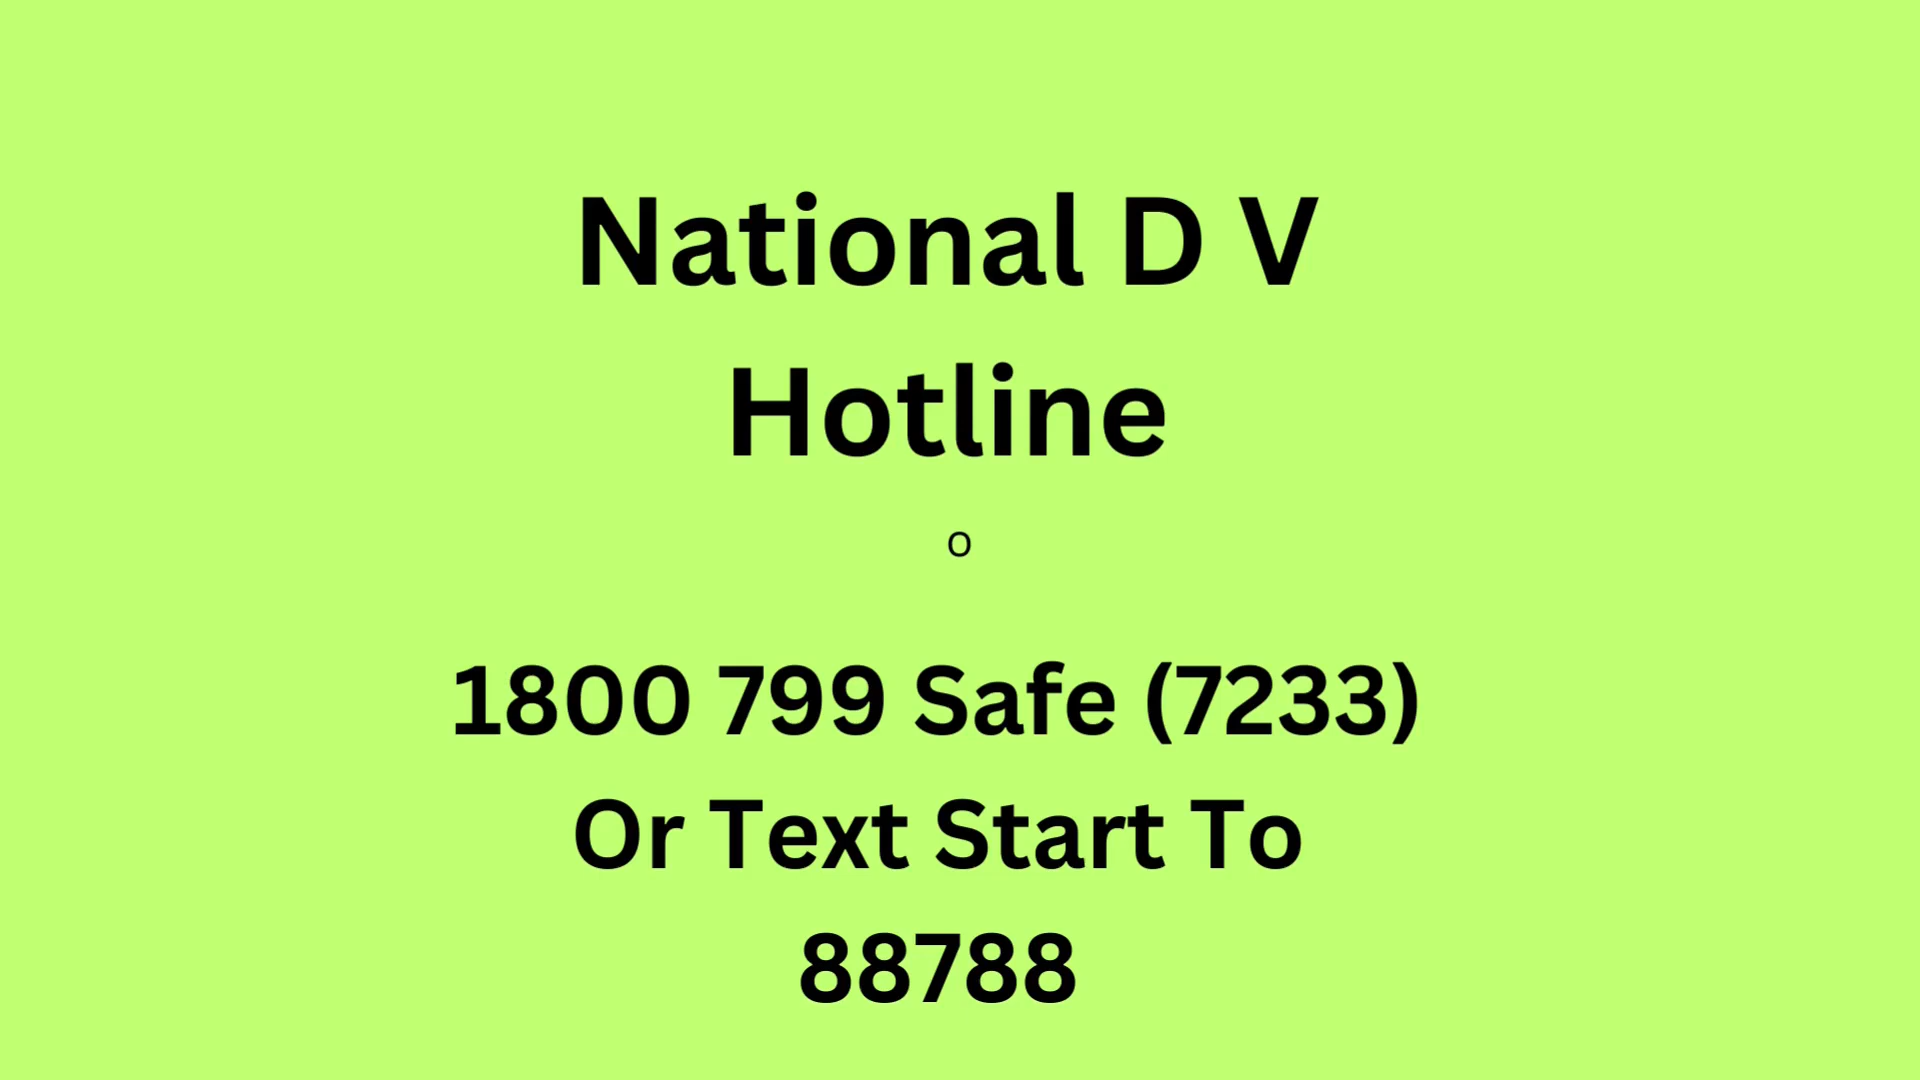 National D V
Hotline
o
1800 799 Safe (7233)
Or Text Start To
88788